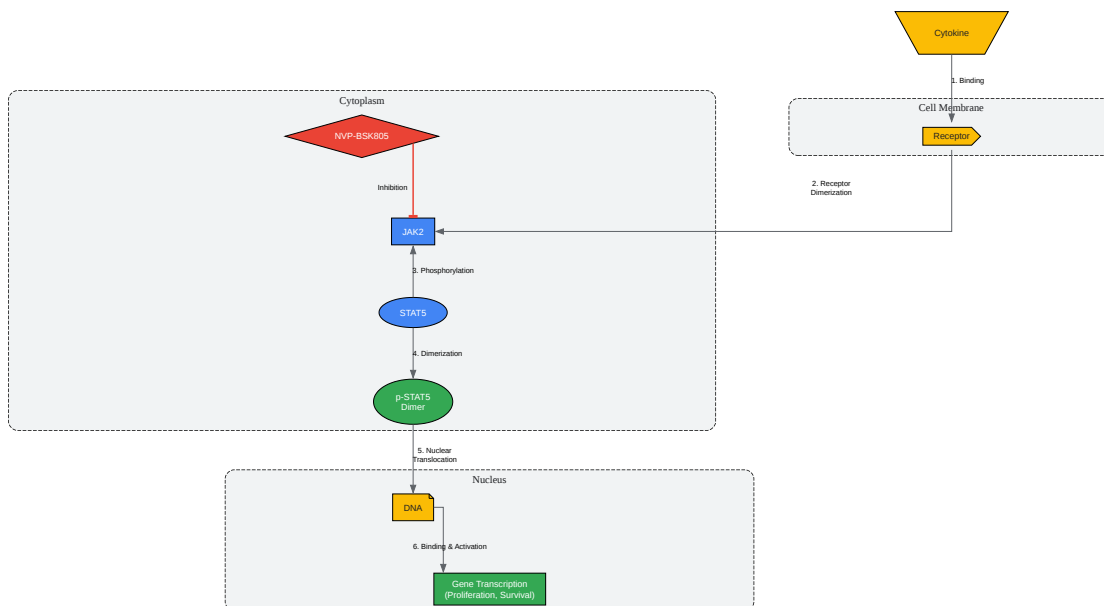 Cytokine
1. Binding
Cell Membrane
Receptor
2. Receptor
Dimerization
Cytoplasm
NVP-BSK805
Inhibition
JAK2
3. Phosphorylation
STAT5
4. Dimerization
p-STAT5
Dimer
5. Nuclear
Translocation
Nucleus
DNA
6. Binding & Activation
Gene Transcription
(Proliferation, Survival)